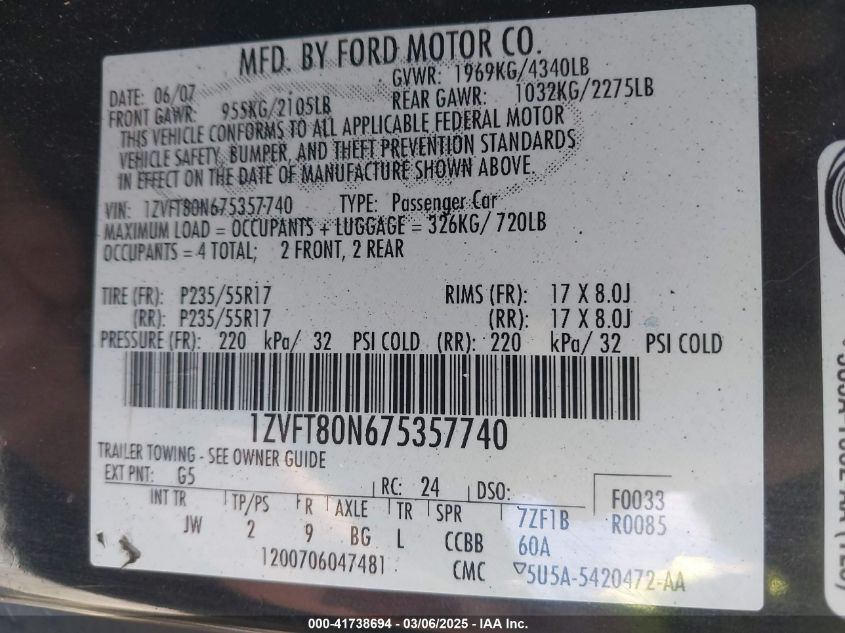 MFD. BY FORD MOTOR CO.
DATE: 06/07 GVWR: 1969KG/4340LB
FRONT GAWR: 955KG/2105LB REAR GAWR: 1032KG/2275LB
THIS VEHICLE CONFORMS TO ALL APPLICABLE FEDERAL MOTOR
VEHICLE SAFETY, BUMPER, AND THEFT PREVENTION STANDARDS
IN EFFECT ON THE DATE OF MANUFACTURE SHOWN ABOVE.
VIN: 1ZVFT80N675357740 TYPE: Passenger Car
MAXIMUM LOAD = OCCUPANTS + LUGGAGE = 326KG/ 720LB
OCCUPANTS = 4 TOTAL; 2 FRONT, 2 REAR
TIRE (FR): P235/55R17 RIMS (FR): 17 X 8.0J
(RR): P235/55R17 (RR): 17 X 8.0J
PRESSURE (FR): 220 kPa/ 32 PSI COLD (RR): 220 kPa/ 32 PSI COLD
1ZVFT80N675357740
TRAILER TOWING - SEE OWNER GUIDE
EXT PNT: G5 RC: 24 DSO: F0033
INT TR TP/PS R AXLE TR SPR 7ZF1B R0085
JW 2 9 BG L CCBB 60A
1200706047481 CMC ▽5U5A-5420472-AA
000-41738694 - 03/06/2025 - IAA Inc.